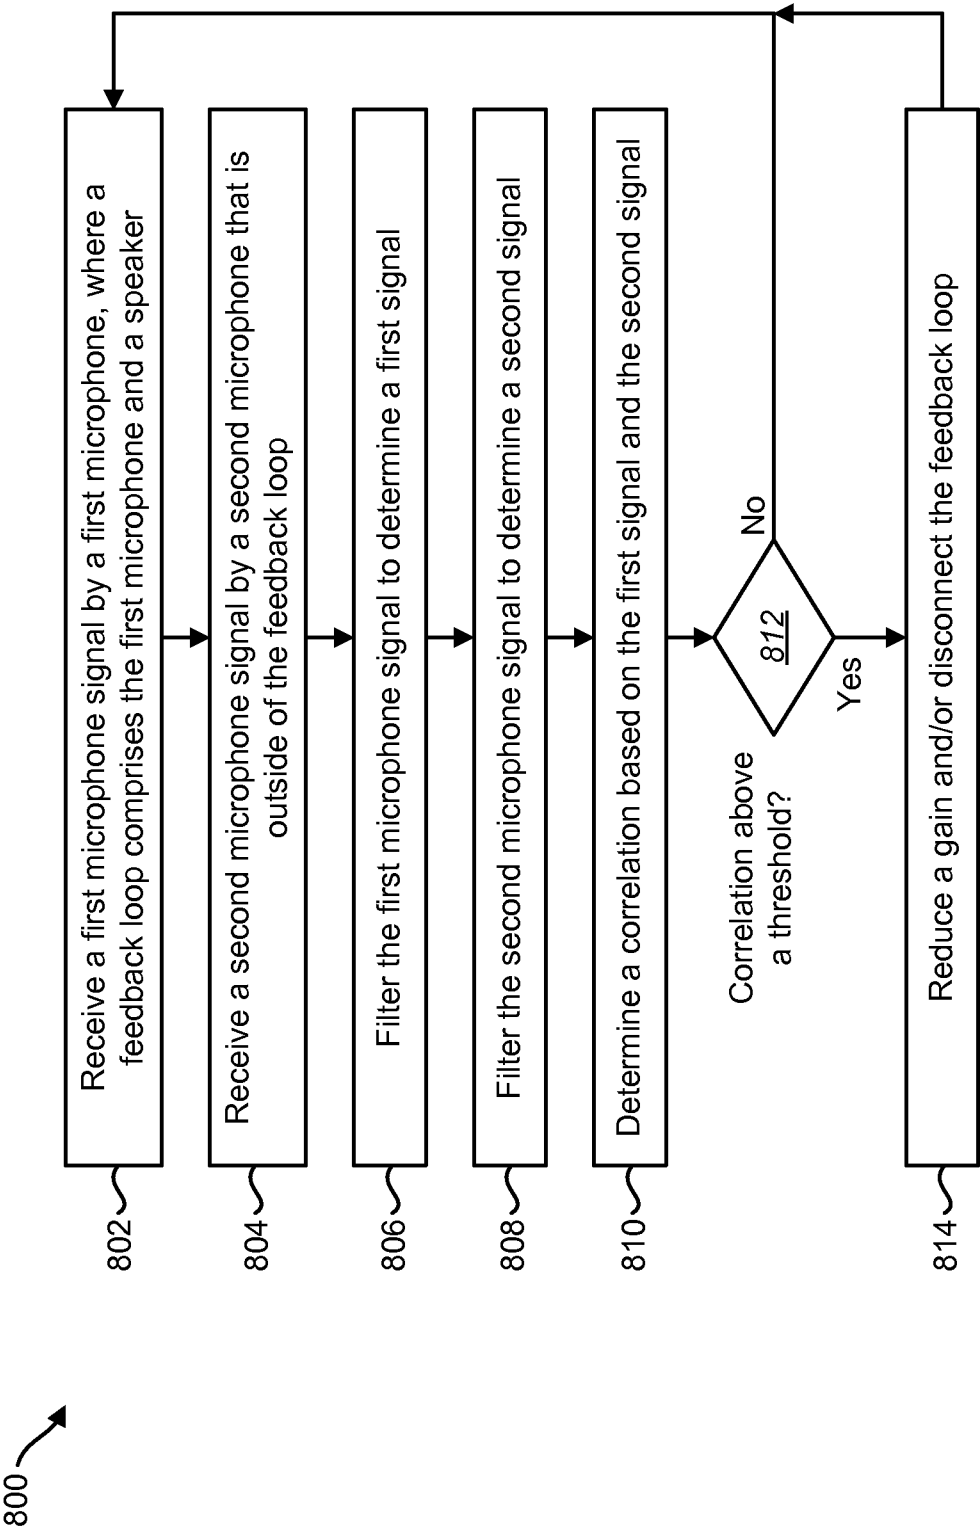 800
802
Receive a first microphone signal by a first microphone, where a
feedback loop comprises the first microphone and a speaker
804
Receive a second microphone signal by a second microphone that is
outside of the feedback loop
806
Filter the first microphone signal to determine a first signal
808
Filter the second microphone signal to determine a second signal
810
Determine a correlation based on the first signal and the second signal
Correlation above
a threshold?
812
No
Yes
814
Reduce a gain and/or disconnect the feedback loop